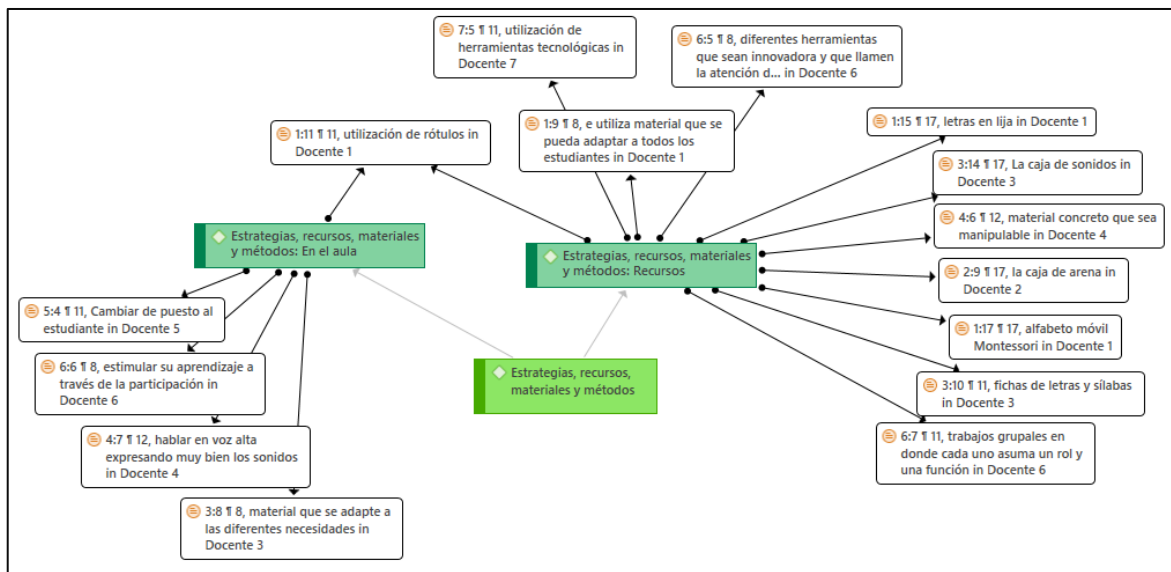 7:5 ¶ 11, utilización de
herramientas tecnológicas in
Docente 7
6:5 ¶ 8, diferentes herramientas
que sean innovadora y que llamen
la atención d... in Docente 6
1:11 ¶ 11, utilización de rótulos in
Docente 1
1:9 ¶ 8, e utiliza material que se
pueda adaptar a todos los
estudiantes in Docente 1
1:15 ¶ 17, letras en lija in Docente 1
3:14 ¶ 17, La caja de sonidos in
Docente 3
4:6 ¶ 12, material concreto que sea
manipulable in Docente 4
2:9 ¶ 17, la caja de arena in
Docente 2
1:17 ¶ 17, alfabeto móvil
Montessori in Docente 1
3:10 ¶ 11, fichas de letras y sílabas
in Docente 3
6:7 ¶ 11, trabajos grupales en
donde cada uno asuma un rol y
una función in Docente 6
Estrategias, recursos, materiales
y métodos: En el aula
Estrategias, recursos, materiales
y métodos: Recursos
Estrategias, recursos,
materiales y métodos
5:4 ¶ 11, Cambiar de puesto al
estudiante in Docente 5
6:6 ¶ 8, estimular su aprendizaje a
través de la participación in
Docente 6
4:7 ¶ 12, hablar en voz alta
expresando muy bien los sonidos
in Docente 4
3:8 ¶ 8, material que se adapte a
las diferentes necesidades in
Docente 3